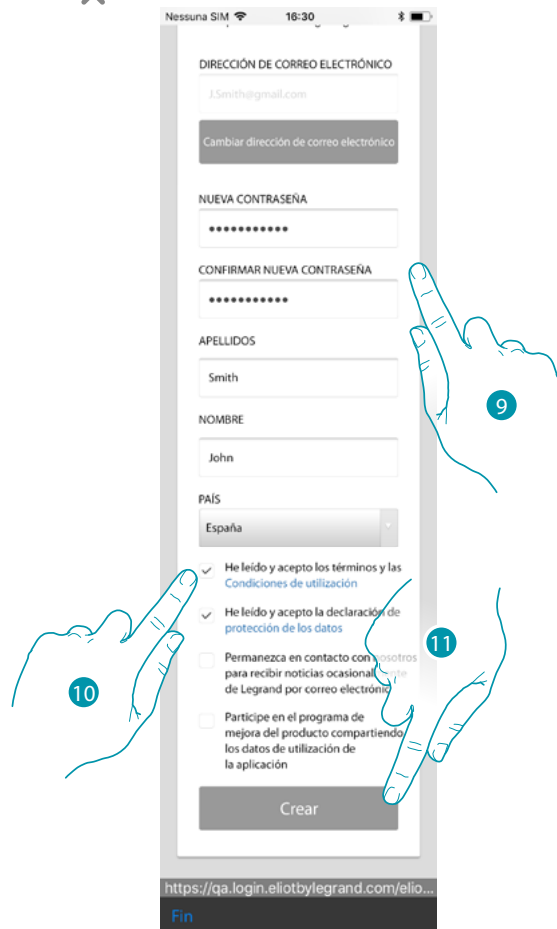 Nessuna SIM 16:30
DIRECCIÓN DE CORREO ELECTRÓNICO
J.Smith@gmail.com
Cambiar dirección de correo electrónico
NUEVA CONTRASEÑA
•••••••••••
CONFIRMAR NUEVA CONTRASEÑA
•••••••••••
APELLIDOS
Smith
9
NOMBRE
John
PAÍS
España
He leído y acepto los términos y las
Condiciones de utilización
He leído y acepto la declaración de
protección de los datos
11
Permanezca en contacto con nosotros
para recibir noticias
de Legrand por correo
10
Participe en el programa de
mejora del producto compartiendo
los datos de utilización de
la aplicación
Crear
https://qa.login.eliotbylegrand.com/elio...
Fin